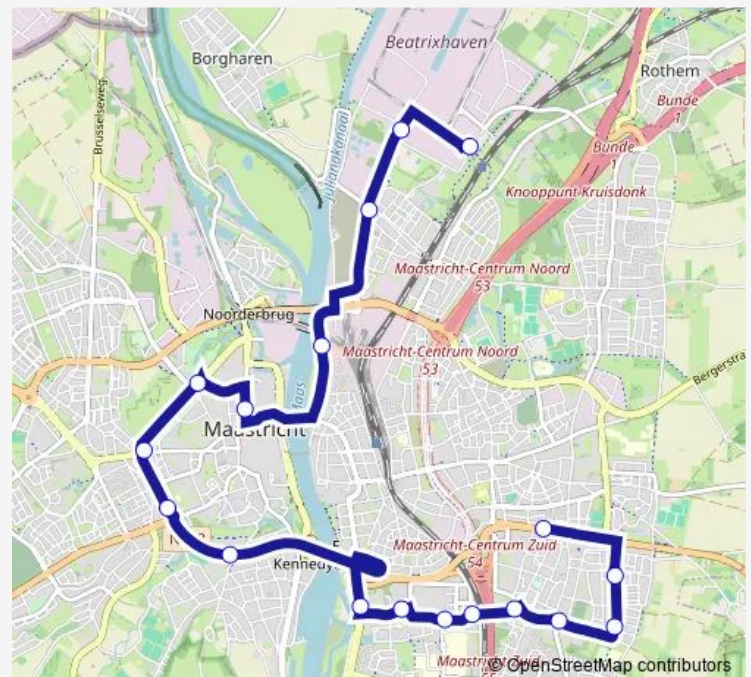 Beatrixhaven
Borgharen
Rothem
Brusselseweg
Julianakanaal
Bunde
1
Bunde
1
Knooppunt Kruisdonk
Maastricht-Centrum Noord
53
Noorderbrug
Maastricht-Centrum Noord
53
Maas
Bergerstra
Maastricht
Maastricht-Centrum Zuid
54
Kennedy
© OpenStreetMap contributors